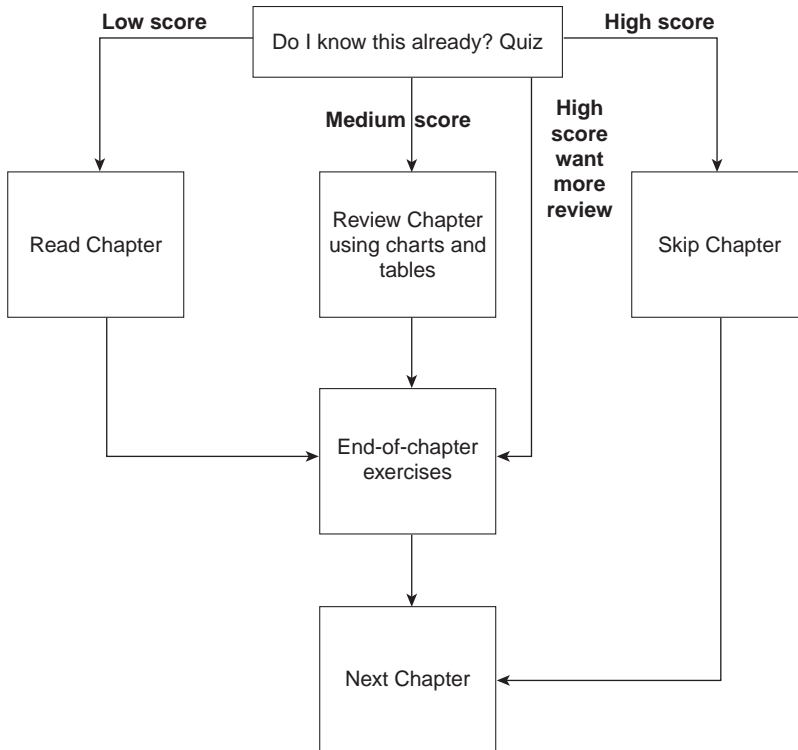 Low score
Do I know this already? Quiz
High score
Medium score
High
score
want
more
review
Read Chapter
Review Chapter
using charts and
tables
Skip Chapter
End-of-chapter
exercises
Next Chapter